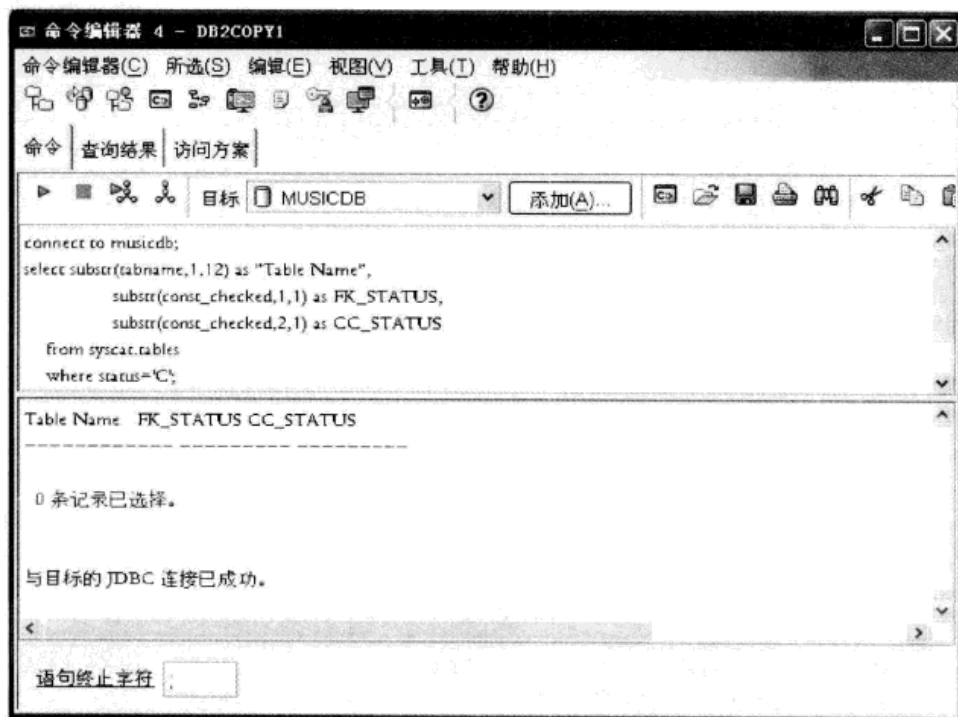 命令编辑器 4 - DB2COPY1
命令编辑器(C) 所选(S) 编辑(E) 视图(V) 工具(T) 帮助(H)
命令 查询结果 访问方案
目标 MUSICDB 添加(A)...
connect to musicdb;
select substr(tabname,1,12) as "Table Name",
substr(const_checked,1,1) as FK_STATUS,
substr(const_checked,2,1) as CC_STATUS
from syscat.tables
where status='C';
Table Name FK_STATUS CC_STATUS
------------ --------- ---------
0 条记录已选择。
与目标的 JDBC 连接已成功。
语句终止字符 ;